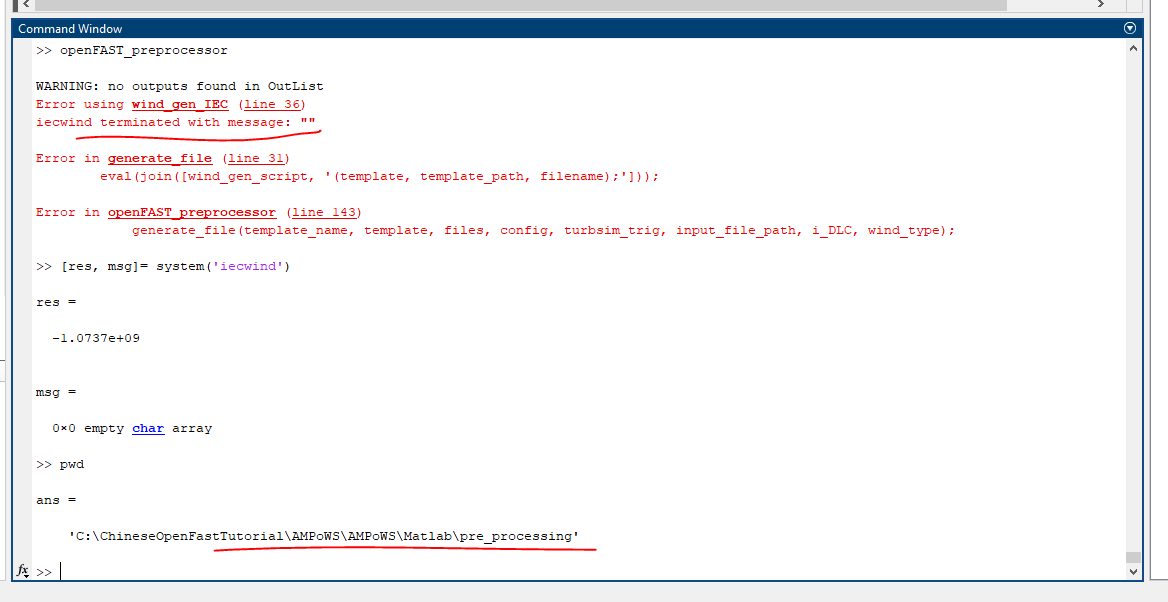 Command Window
>> openFAST_preprocessor
WARNING: no outputs found in OutList
Error using wind_gen_IEC (line 36)
iecwind terminated with message: ""
Error in generate_file (line 31)
eval(join([wind_gen_script, '(template, template_path, filename);']));
Error in openFAST_preprocessor (line 143)
generate_file(template_name, template, files, config, turbsim_trig, input_file_path, i_DLC, wind_type);
>> [res, msg]= system('iecwind')
res =
-1.0737e+09
msg =
0×0 empty char array
>> pwd
ans =
'C:\ChineseOpenFastTutorial\AMPoWS\AMPoWS\Matlab\pre_processing'
fx >>